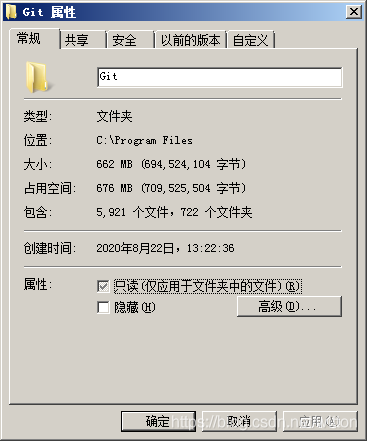 Git 属性
常规 共享 安全 以前的版本 自定义
Git
类型: 文件夹
位置: C:\Program Files
大小: 662 MB (694,524,104 字节)
占用空间: 676 MB (709,525,504 字节)
包含: 5,921 个文件，722 个文件夹
创建时间: 2020年8月22日，13:22:36
属性: 只读(仅应用于文件夹中的文件)(R)
隐藏(H) 高级(D)...
确定 取消 应用(A)